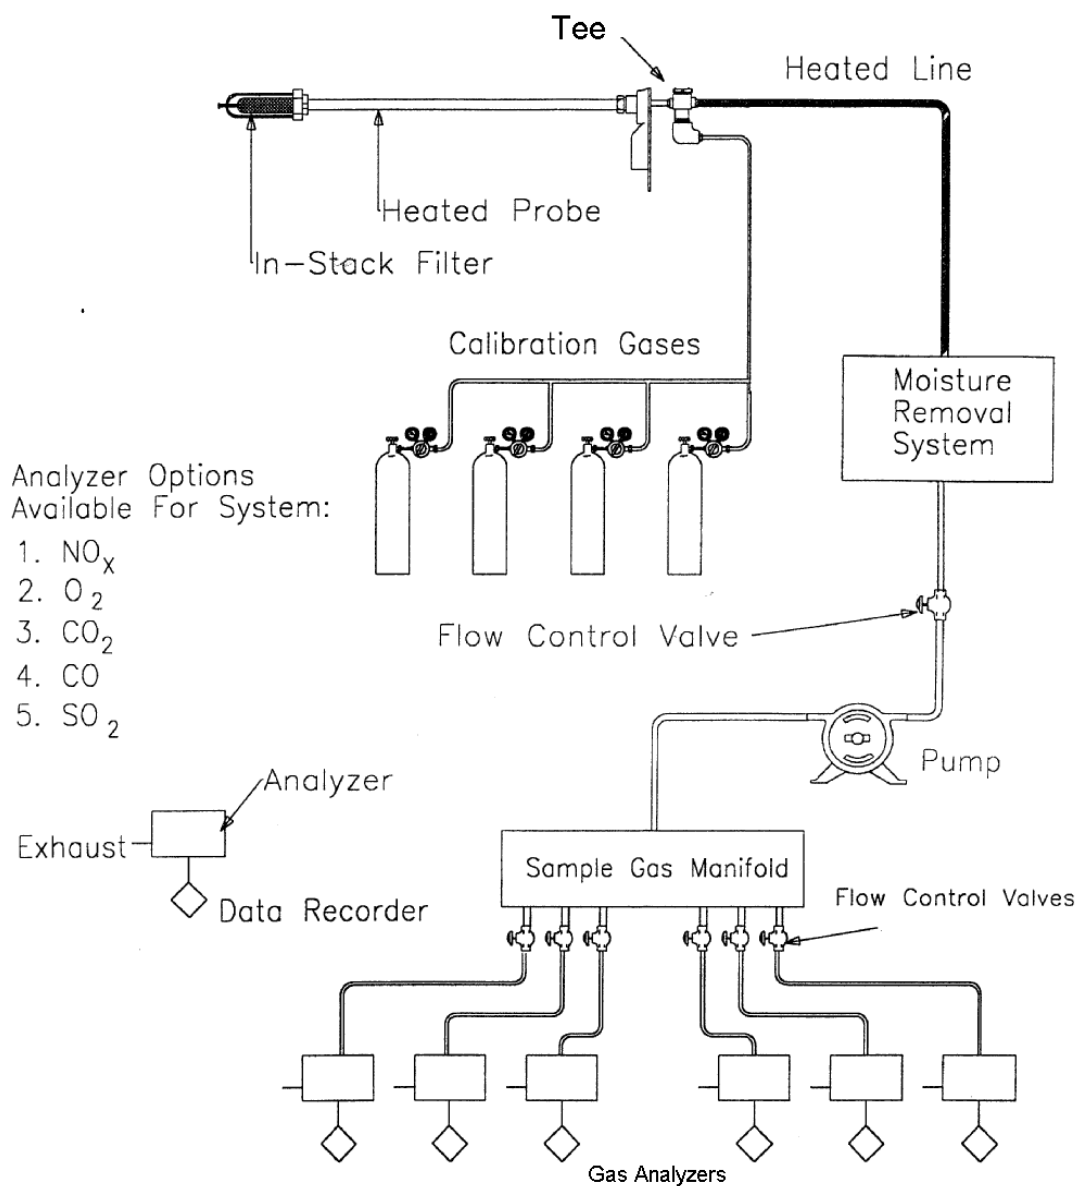 Tee
Heated Line
Heated Probe
In-Stack Filter
Calibration Gases
Moisture
Removal
System
Analyzer Options
Available For System:
1. NOX
2. O2
3. CO2
4. CO
5. SO2
Flow Control Valve
Pump
Analyzer
Exhaust
Data Recorder
Sample Gas Manifold
Flow Control Valves
Gas Analyzers